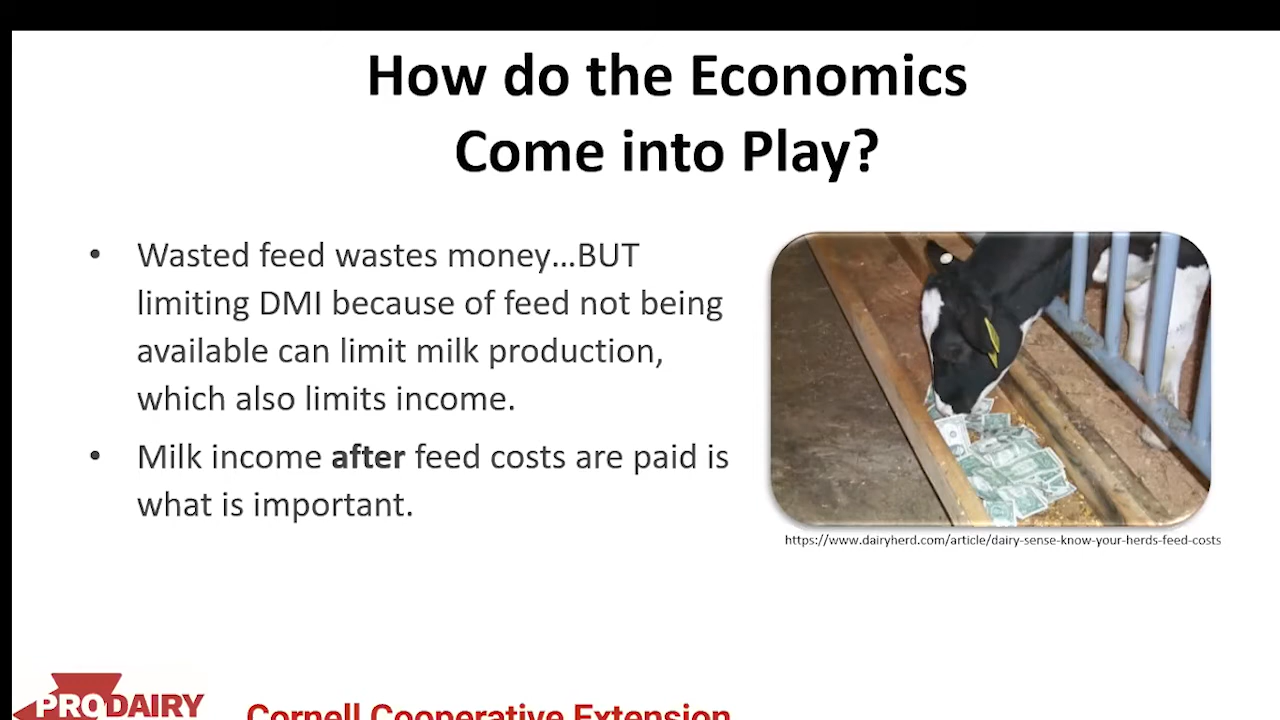 How do the Economics
Come into Play?
• Wasted feed wastes money...BUT
limiting DMI because of feed not being
available can limit milk production,
which also limits income.
• Milk income after feed costs are paid is
what is important.
https://www.dairyherd.com/article/dairy-sense-know-your-herds-feed-costs
PRODAIRY
Cornell Cooperative Extension